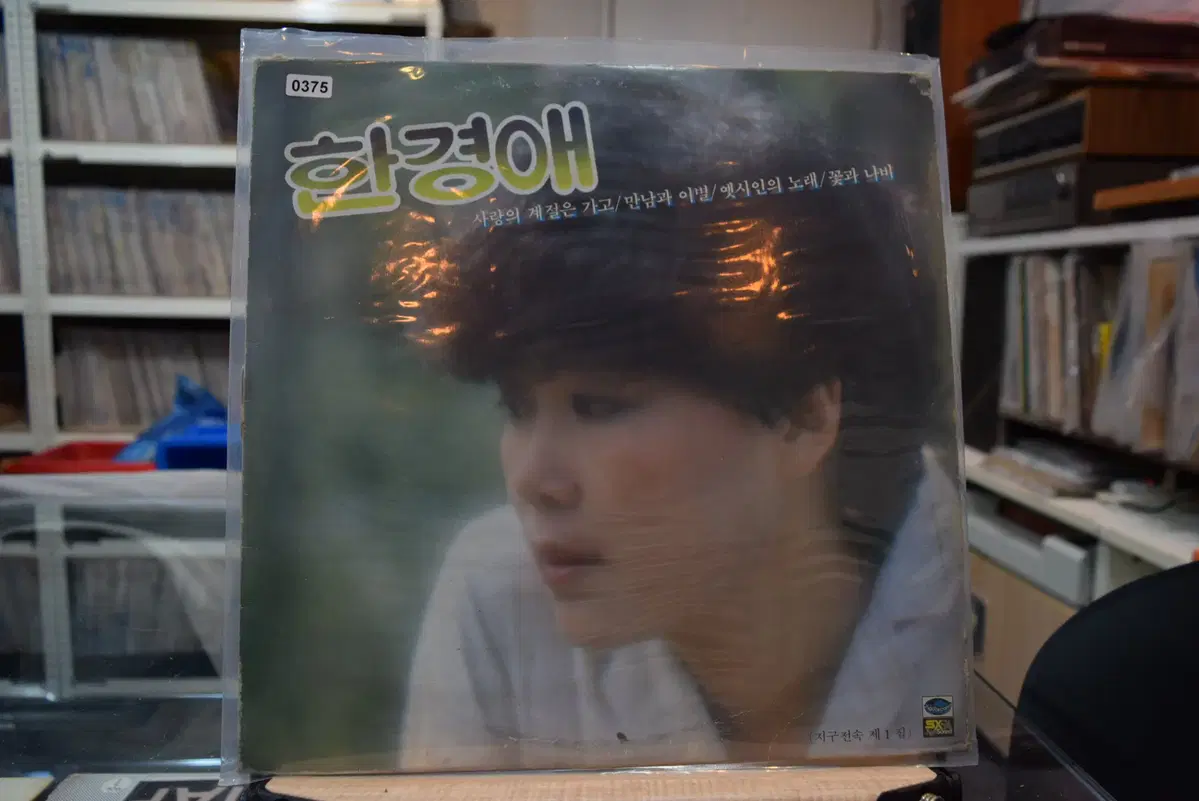 0375
한경애
사랑의 계절은 가고/만남과 이별/옛시인의 노래/꽃과 나비
지구전속 제1집
SX